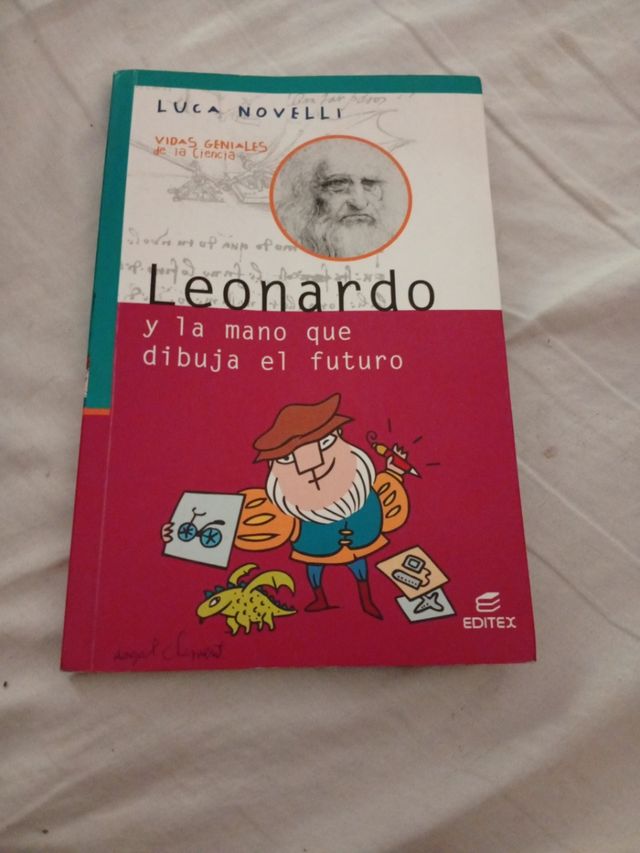 LUCA NOVELLI
VIDAS GENIALES
de la Ciencia
Leonardo
y la mano que
dibuja el futuro
EDITEX